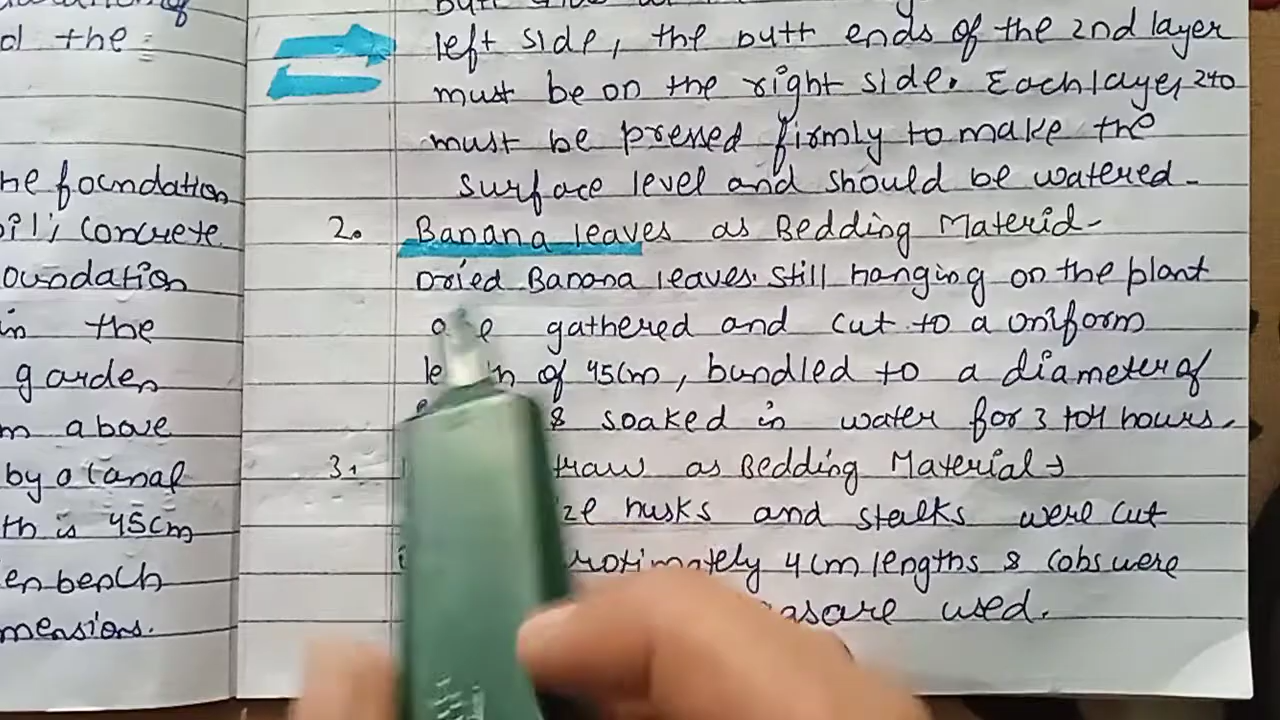 d the
he foundation
oil, concrete
oundation
in the
garden
m above
by a canal
th is 45cm
en bench
mensions.
left side, the butt ends of the 2nd layer
must be on the right side. Each layer 240
must be pressed firmly to make the
surface level and should be watered-
2. Banana leaves as Bedding Material-
Dried Banana leaves. Still hanging on the plant
gathered and cut to a uniform
of 45cm, bundled to a diameter of
& soaked in water for 3 to 4 hours.
3. straw as Bedding Material→
husks and stalks were cut
4cm lengths & cobs were
used.